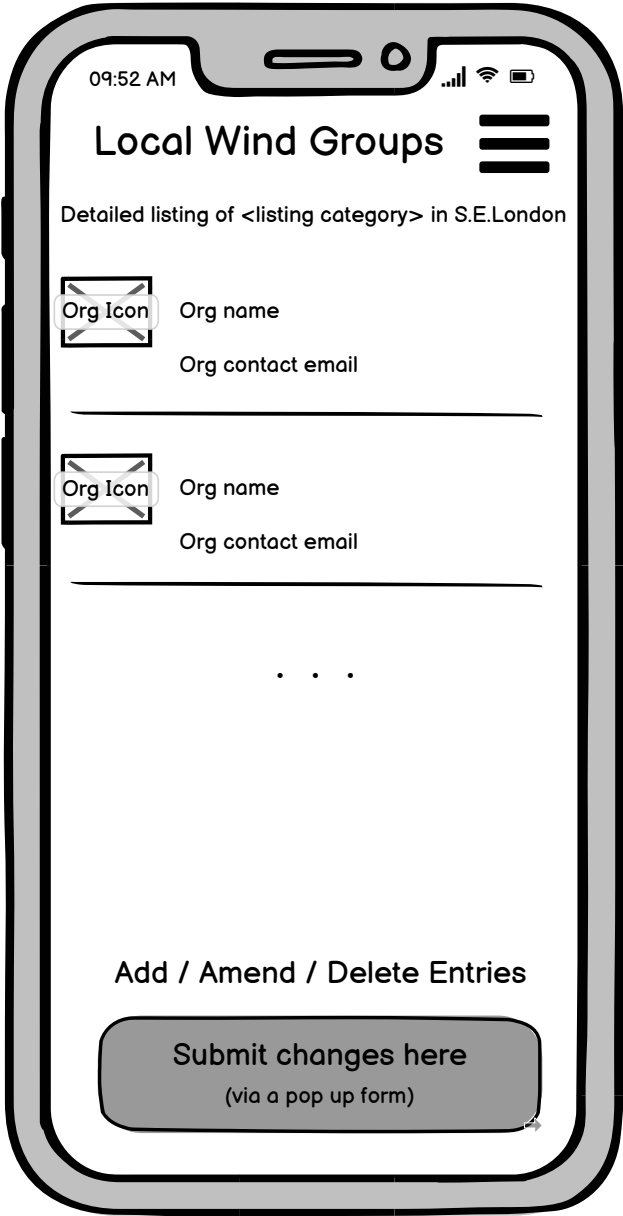 09:52 AM
Local Wind Groups
Detailed listing of <listing category> in S.E.London
Org Icon
Org name
Org contact email
Org Icon
Org name
Org contact email
. . .
Add / Amend / Delete Entries
Submit changes here
(via a pop up form)